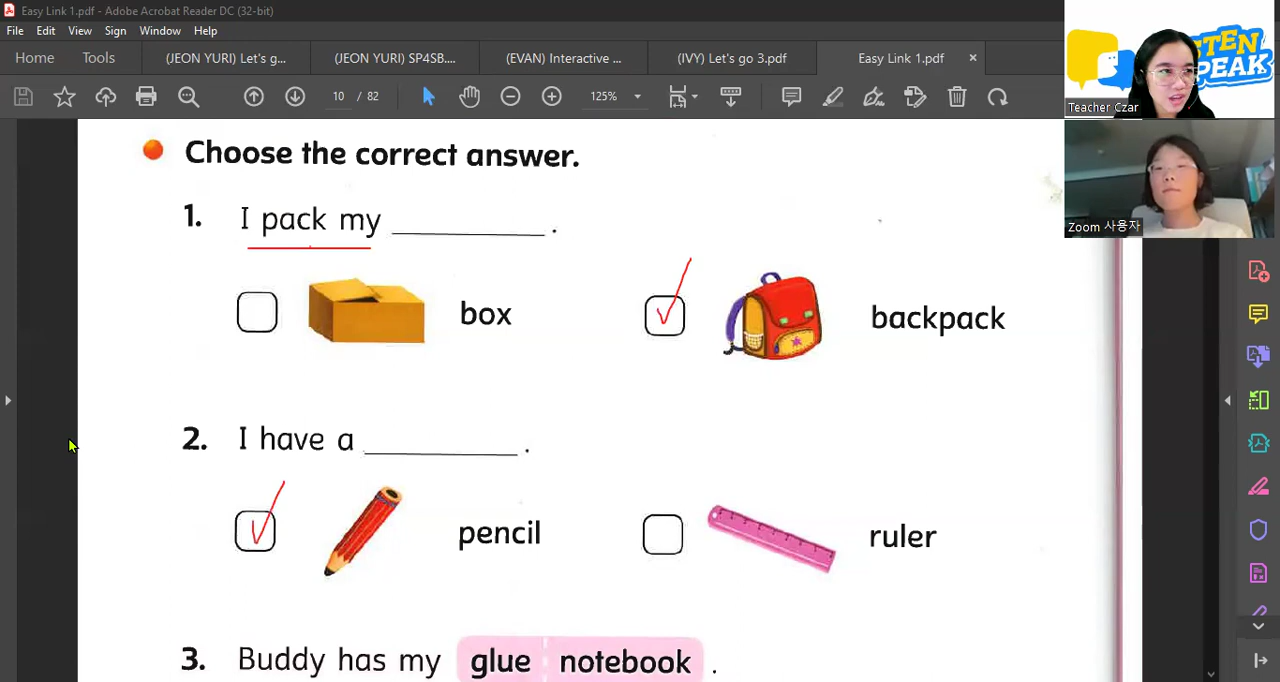 Easy Link 1.pdf - Adobe Acrobat Reader DC (32-bit)
File Edit View Sign Window Help
Home Tools (JEON YURI) Let's g... (JEON YURI) SP4SB.... (EVAN) Interactive ... (IVY) Let's go 3.pdf Easy Link 1.pdf ×
10 / 82 125%
Choose the correct answer.
1. I pack my ____________ .
box backpack
2. I have a ____________ .
pencil ruler
3. Buddy has my glue notebook .
PEAK
Teacher Czar
Zoom 사용자